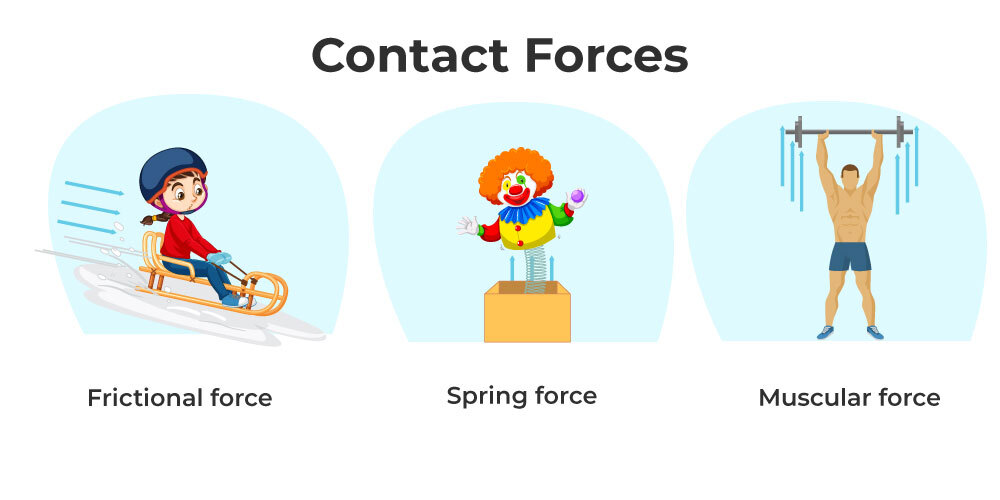 Contact Forces
Frictional force
Spring force
Muscular force